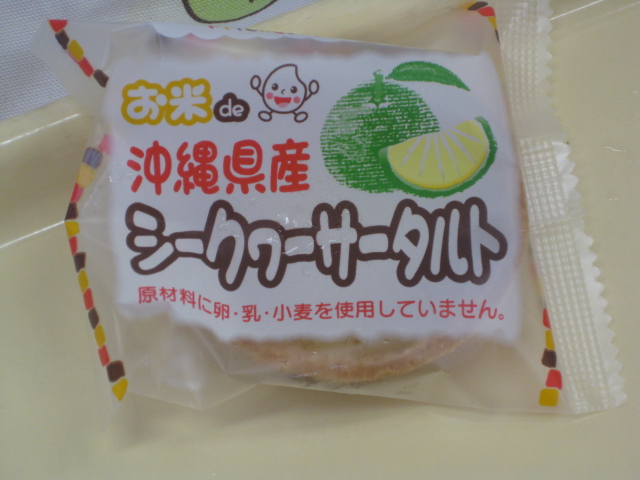 お米de
沖縄県産
シークヮーサータルト
原材料に卵・乳・小麦を使用していません。